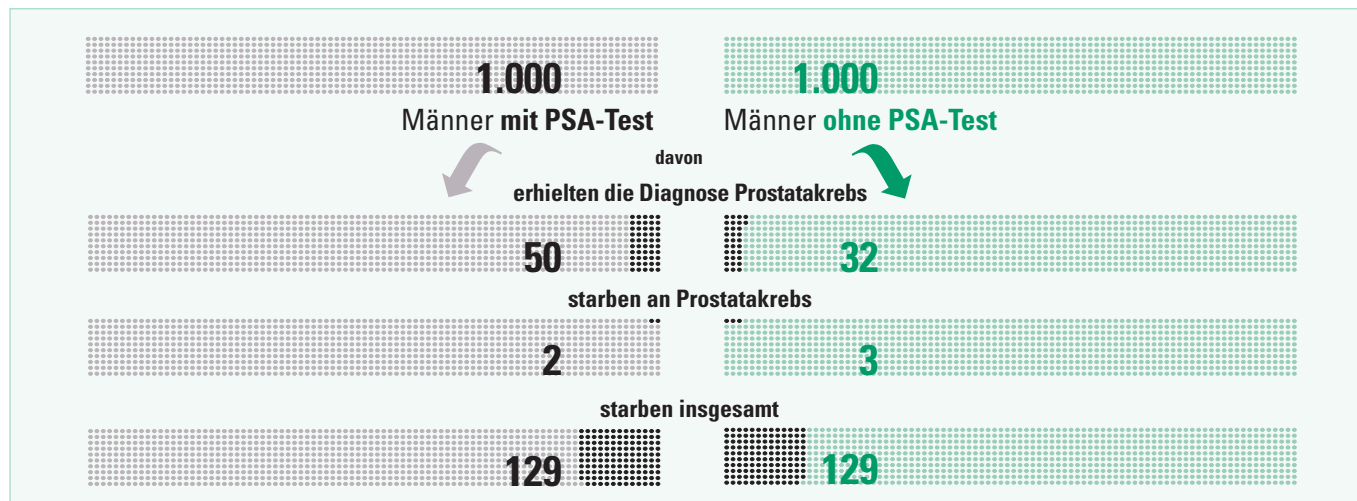 1.000 1.000
Männer mit PSA-Test Männer ohne PSA-Test
davon
erhielten die Diagnose Prostatakrebs
50 32
starben an Prostatakrebs
2 3
starben insgesamt
129 129